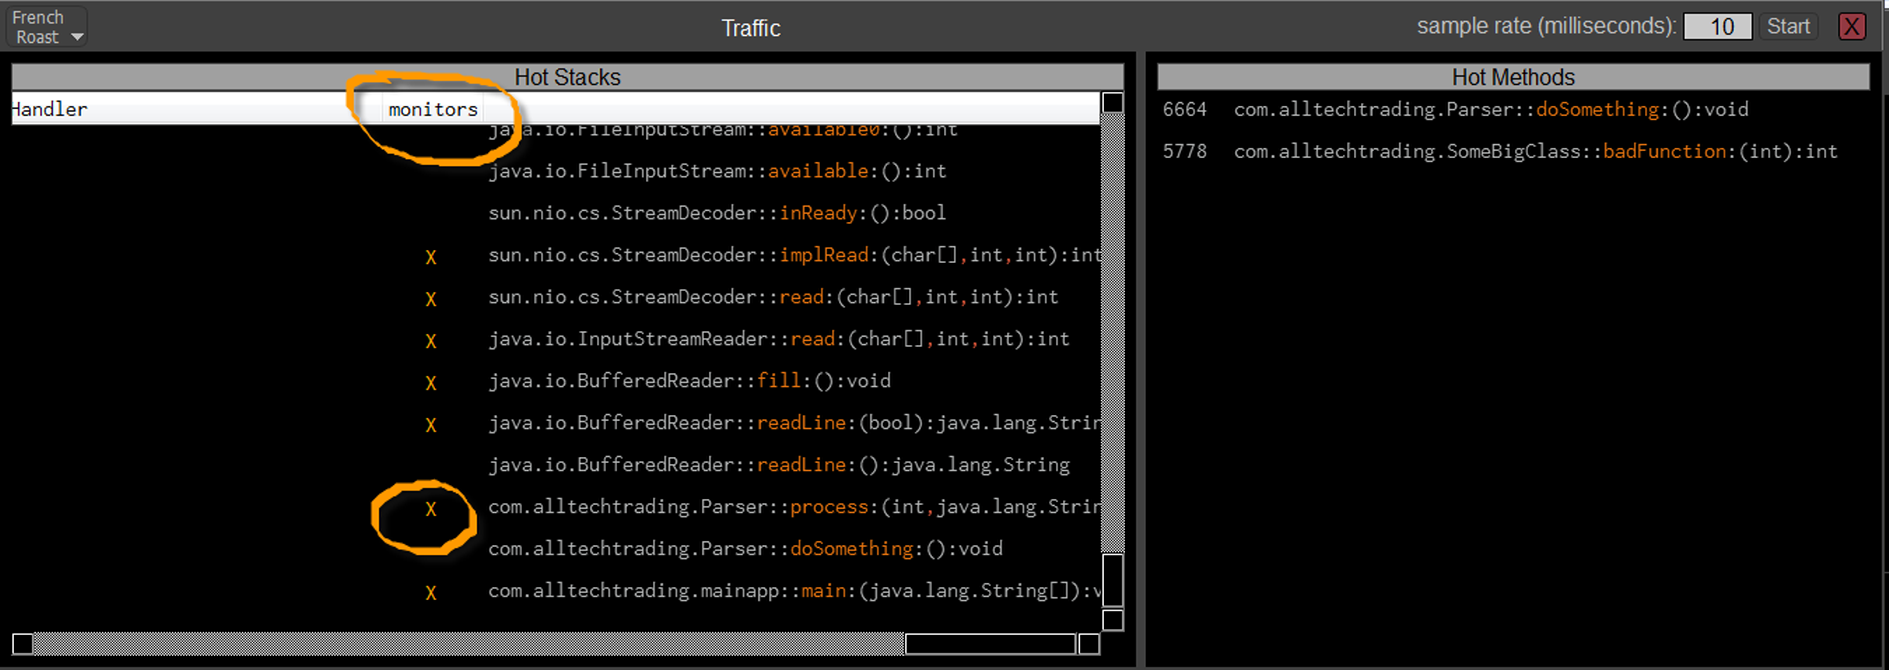 French
Roast
Traffic
sample rate (milliseconds): 10 Start X
Hot Stacks
Handler monitors
java.io.FileInputStream::available0:():int
java.io.FileInputStream::available:():int
sun.nio.cs.StreamDecoder::inReady:():bool
X sun.nio.cs.StreamDecoder::implRead:(char[],int,int):int
X sun.nio.cs.StreamDecoder::read:(char[],int,int):int
X java.io.InputStreamReader::read:(char[],int,int):int
X java.io.BufferedReader::fill:():void
X java.io.BufferedReader::readLine:(bool):java.lang.Strin
java.io.BufferedReader::readLine:():java.lang.String
X com.alltechtrading.Parser::process:(int,java.lang.Strin
com.alltechtrading.Parser::doSomething:():void
X com.alltechtrading.mainapp::main:(java.lang.String[]):v
Hot Methods
6664 com.alltechtrading.Parser::doSomething:():void
5778 com.alltechtrading.SomeBigClass::badFunction:(int):int